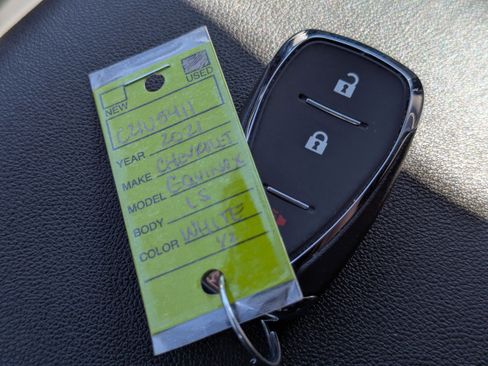 NEW USED
YEAR 2021
MAKE CHEVROLET
MODEL EQUINOX
BODY LS
COLOR WHITE